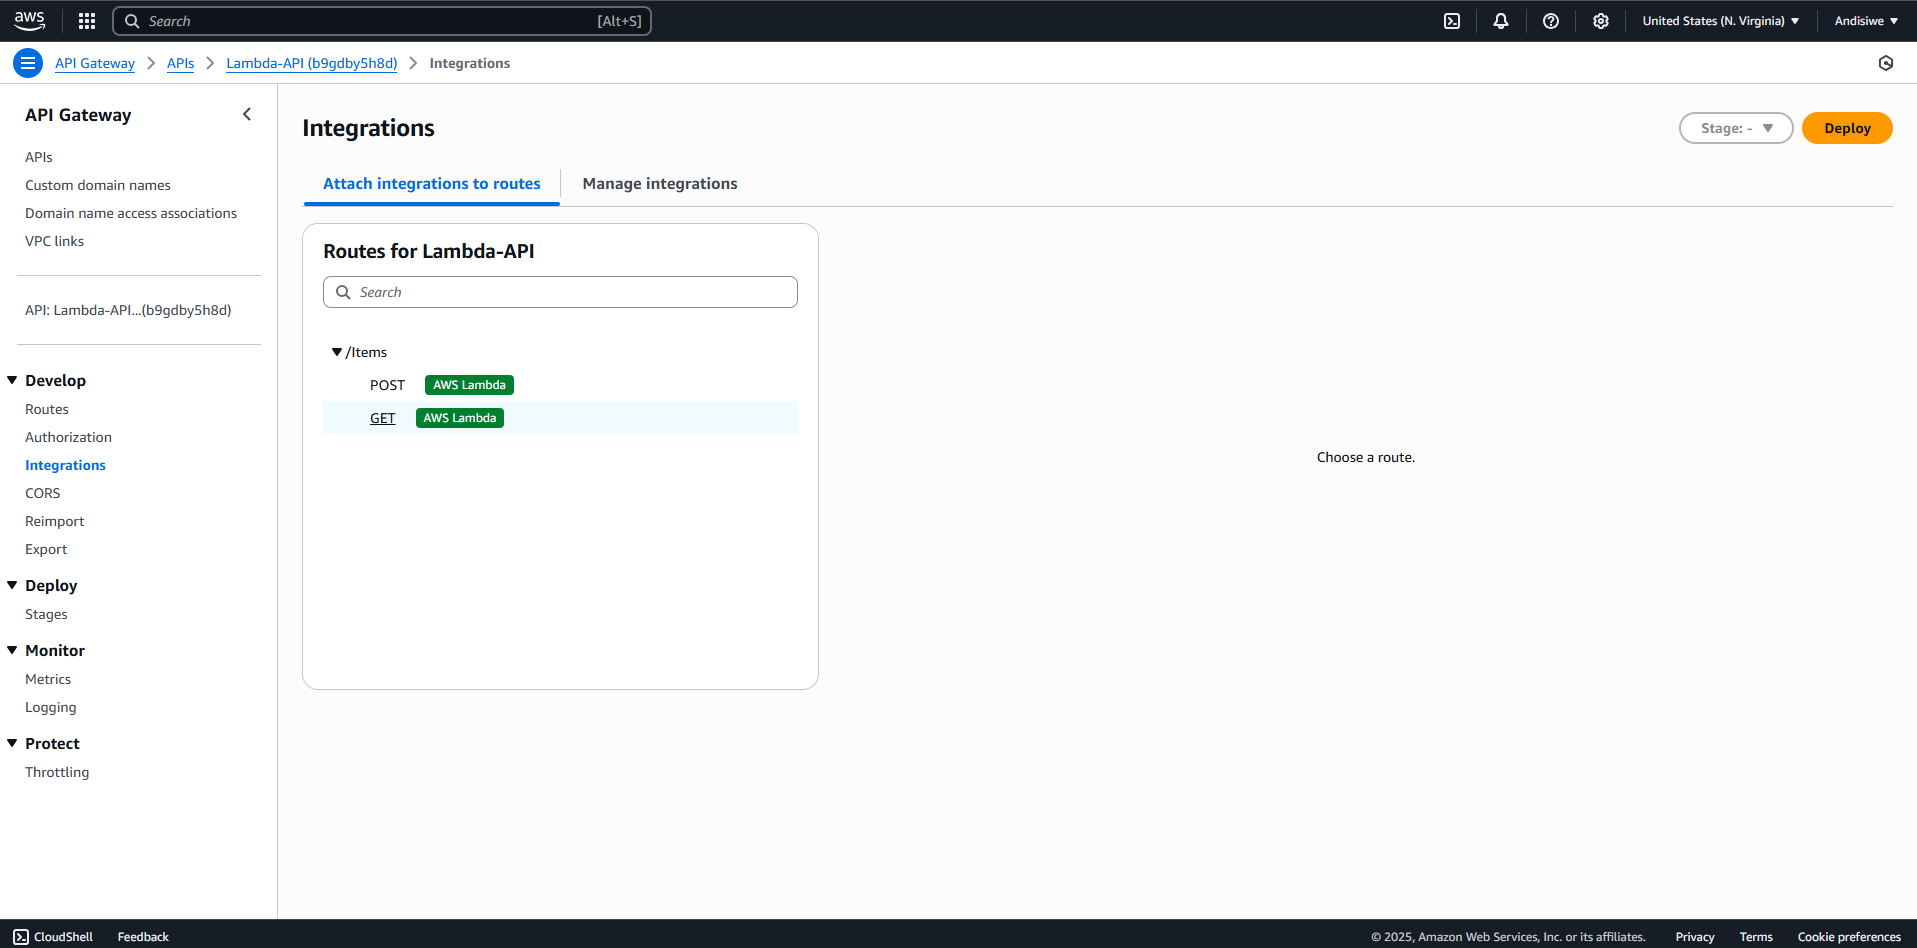 aws
Search [Alt+S]
United States (N. Virginia)
Andisiwe
API Gateway > APIs > Lambda-API (b9gdby5h8d) > Integrations
API Gateway
APIs
Custom domain names
Domain name access associations
VPC links
API: Lambda-API...(b9gdby5h8d)
Develop
Routes
Authorization
Integrations
CORS
Reimport
Export
Deploy
Stages
Monitor
Metrics
Logging
Protect
Throttling
Integrations
Stage: -
Deploy
Attach integrations to routes
Manage integrations
Routes for Lambda-API
Search
/Items
POST AWS Lambda
GET AWS Lambda
Choose a route.
CloudShell Feedback
© 2025, Amazon Web Services, Inc. or its affiliates. Privacy Terms Cookie preferences